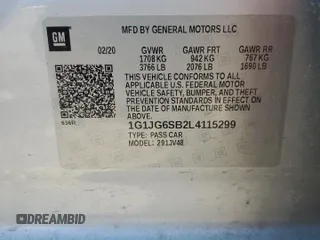 GM
MFD BY GENERAL MOTORS LLC
02/20 GVWR GAWR FRT GAWR RR
1708 KG 942 KG 767 KG
3766 LB 2076 LB 1690 LB
THIS VEHICLE CONFORMS TO ALL
APPLICABLE U.S. FEDERAL MOTOR
VEHICLE SAFETY, BUMPER, AND THEFT
PREVENTION STANDARDS IN EFFECT ON THE
DATE OF MANUFACTURE SHOWN ABOVE.
1G1JG6SB2L4115299
TYPE: PASS CAR
MODEL:
DREAMBID